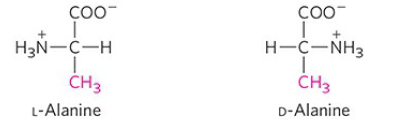 COO⁻ COO⁻
H₃N⁺—C—H H—C—N⁺H₃
CH₃ CH₃
L-Alanine D-Alanine